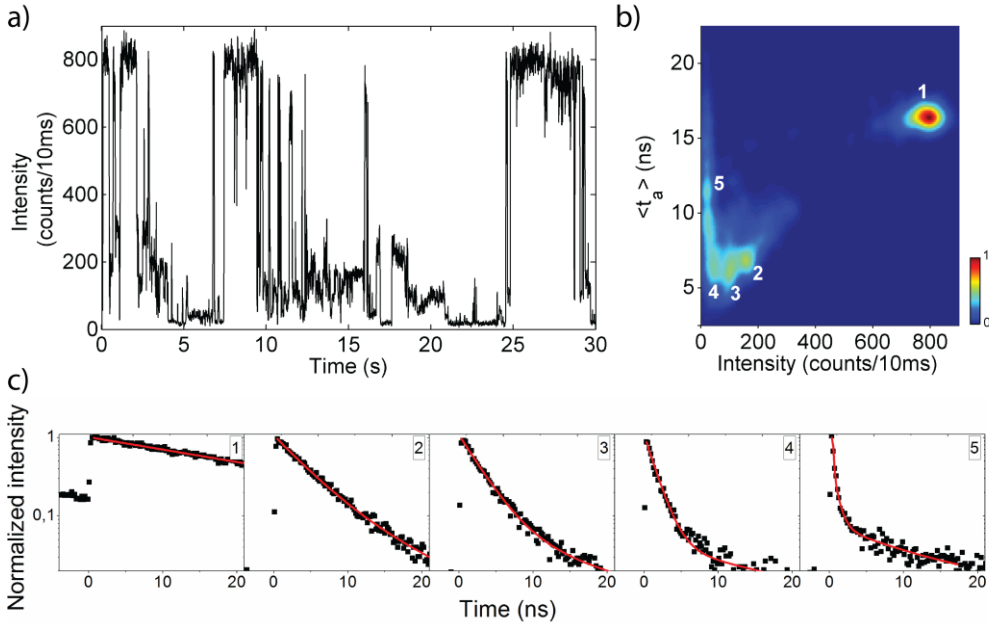 a)
Intensity
(counts/10ms)
800
600
400
200
0
0 5 10 15 20 25 30
Time (s)
b)
<t_a> (ns)
20
15
10
5
1
5
4 3 2
1
0
0 200 400 600 800
Intensity (counts/10ms)
c)
Normalized intensity
1
0,1
1 2 3 4 5
0 10 20 0 10 20 0 10 20 0 10 20 0 10 20
Time (ns)